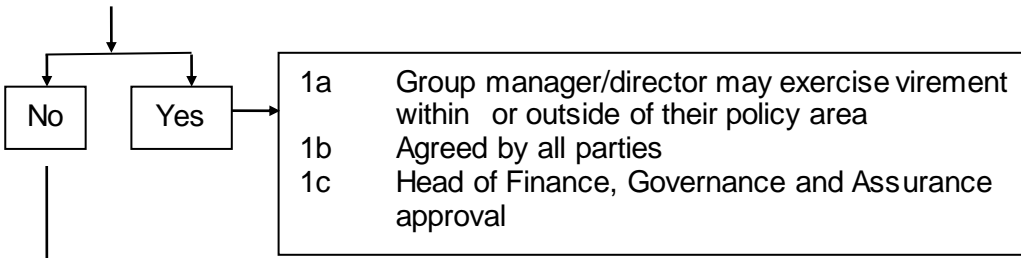 No
Yes
1a Group manager/director may exercise virement
within or outside of their policy area
1b Agreed by all parties
1c Head of Finance, Governance and Assurance
approval